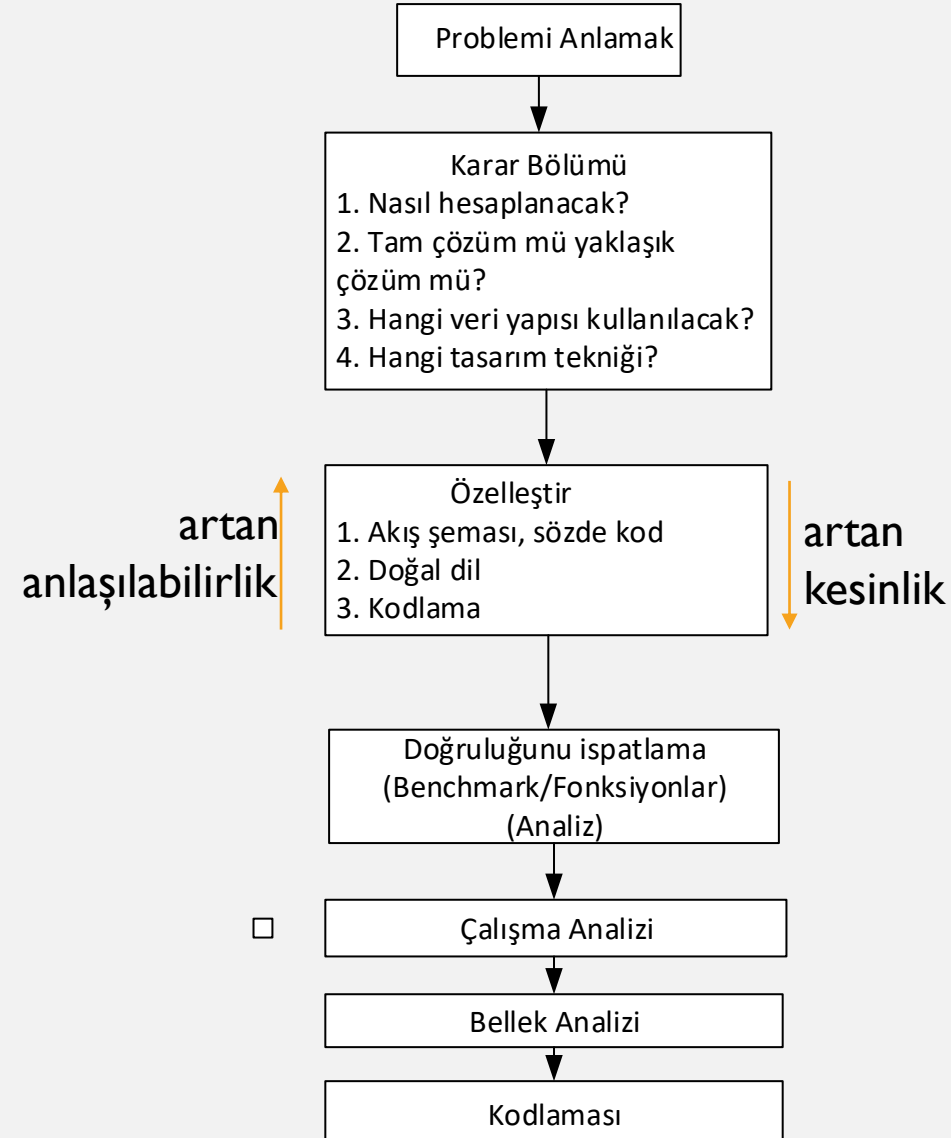 Problemi Anlamak
Karar Bölümü
1. Nasıl hesaplanacak?
2. Tam çözüm mü yaklaşık
çözüm mü?
3. Hangi veri yapısı kullanılacak?
4. Hangi tasarım tekniği?
artan
anlaşılabilirlik
Özelleştir
1. Akış şeması, sözde kod
2. Doğal dil
3. Kodlama
artan
kesinlik
Doğruluğunu ispatlama
(Benchmark/Fonksiyonlar)
(Analiz)
Çalışma Analizi
Bellek Analizi
Kodlaması